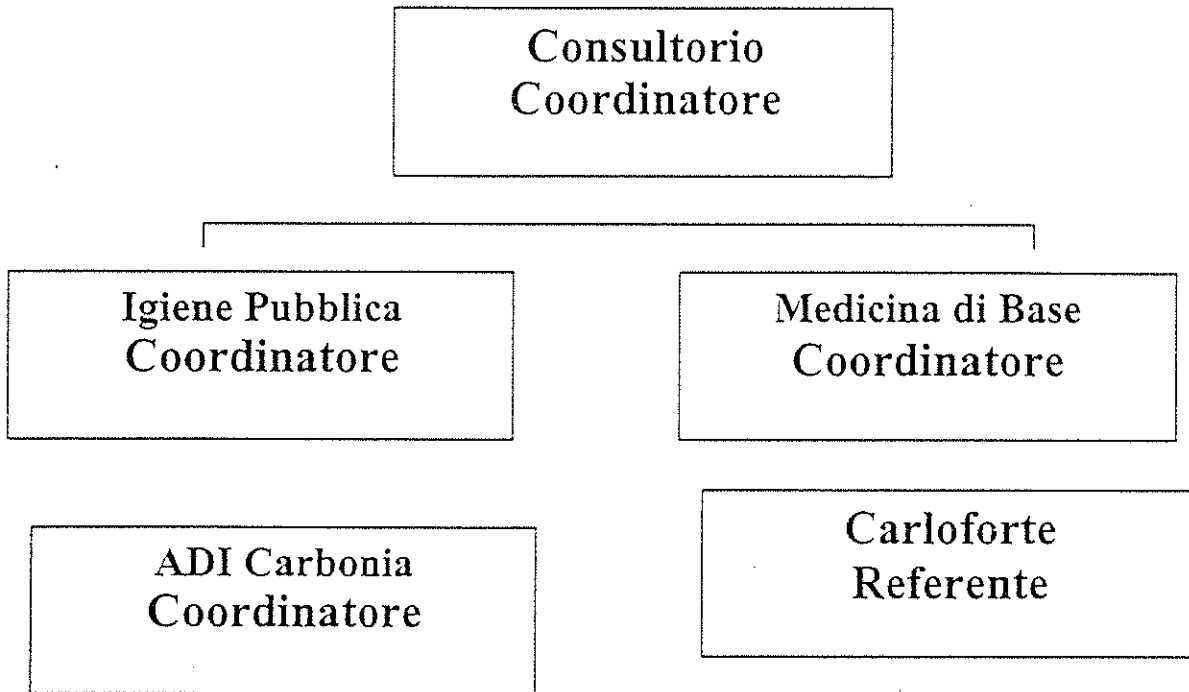 Consultorio
Coordinatore
Igiene Pubblica
Coordinatore
Medicina di Base
Coordinatore
ADI Carbonia
Coordinatore
Carloforte
Referente